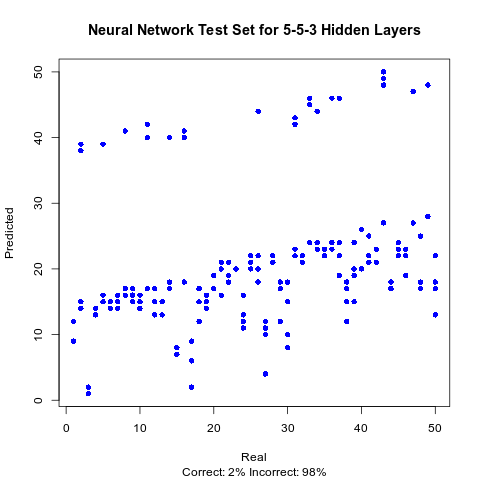 Neural Network Test Set for 5-5-3 Hidden Layers
50
40
30
20
10
0
Predicted
0 10 20 30 40 50
Real
Correct: 2% Incorrect: 98%